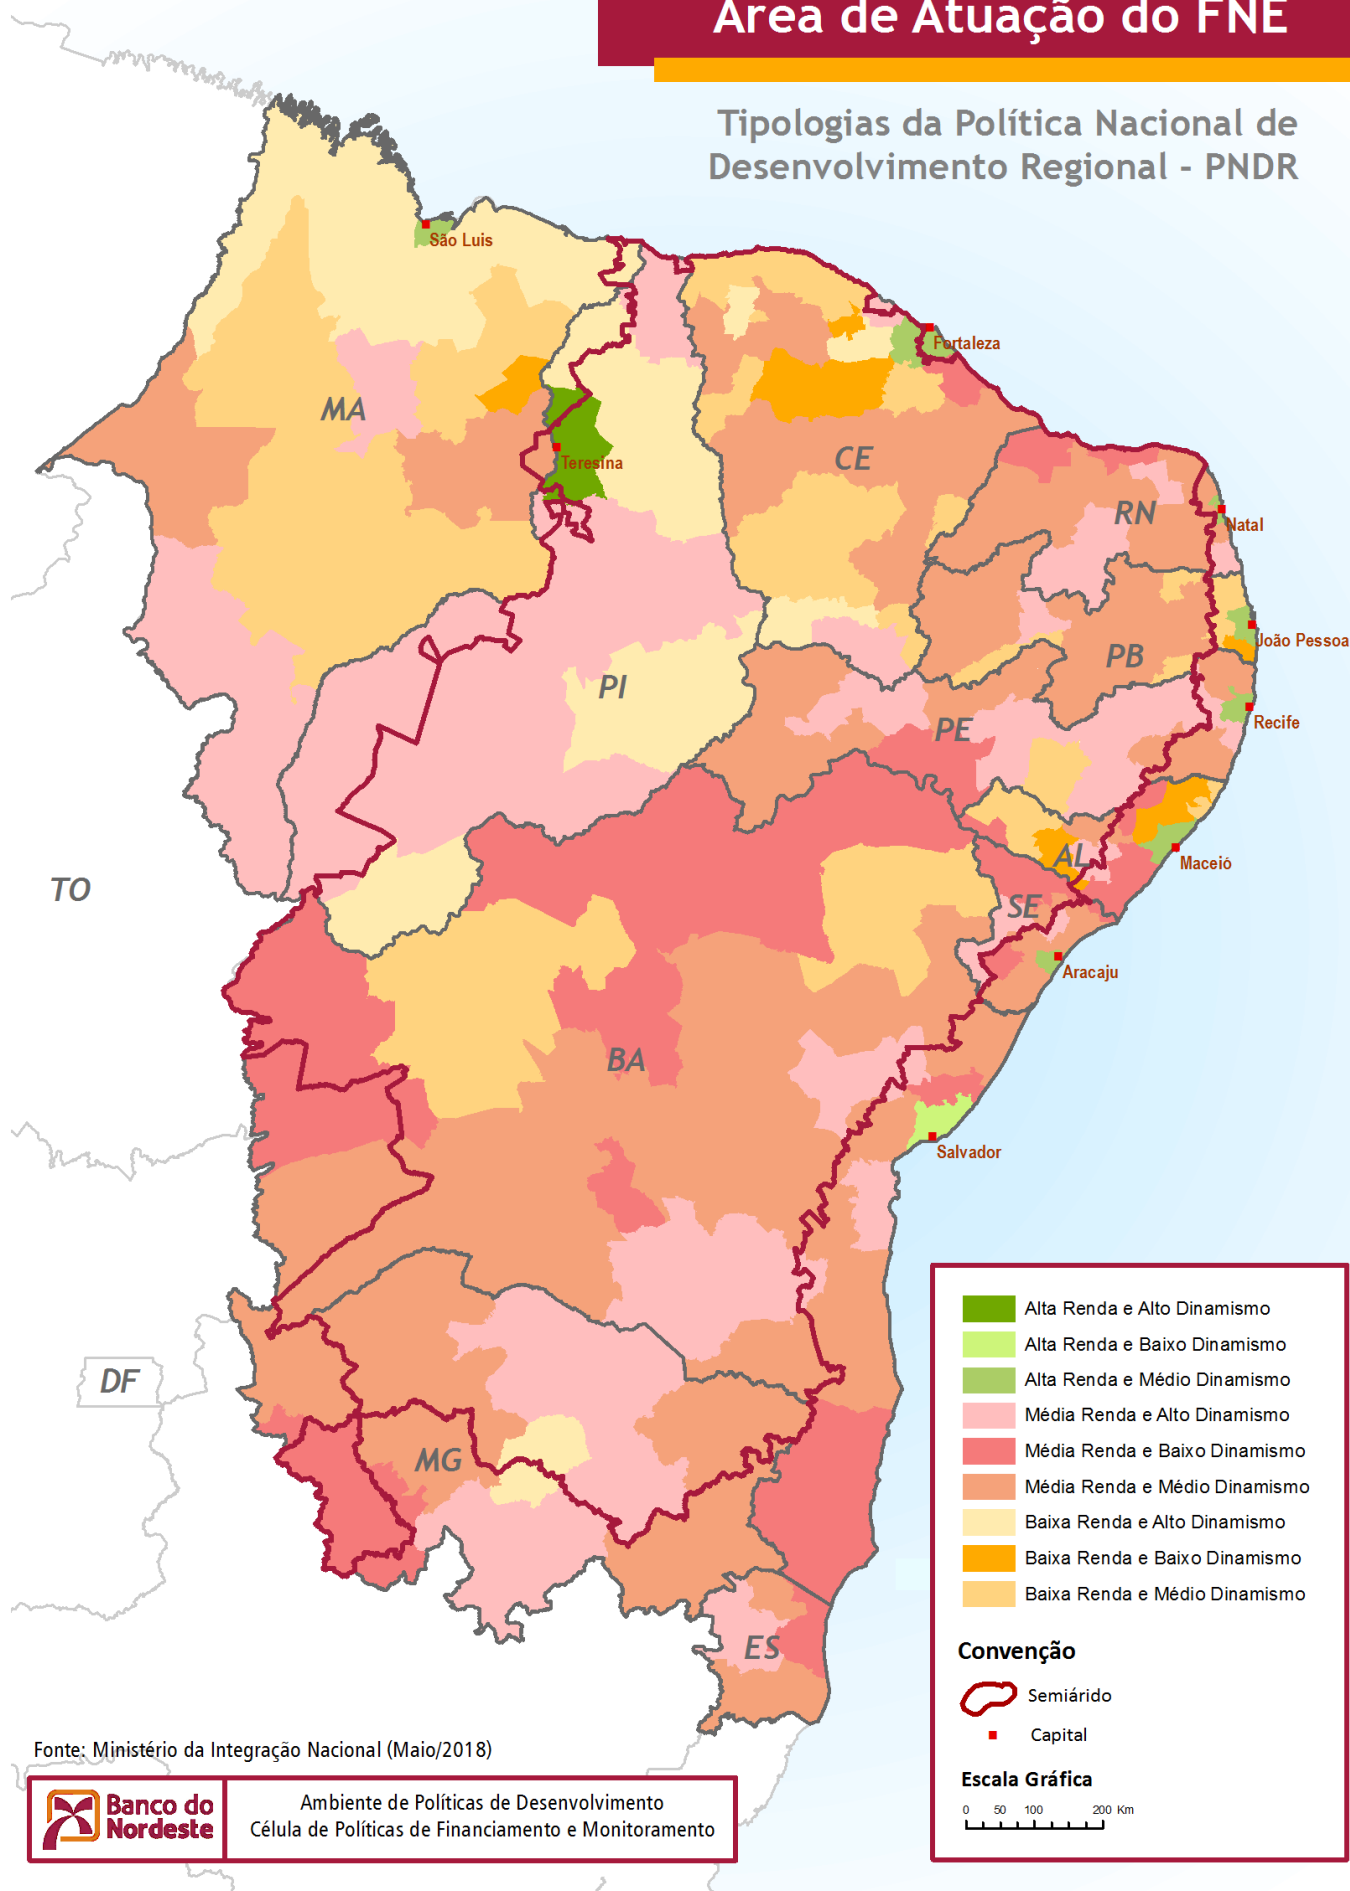 Área de Atuação do FNE
Tipologias da Política Nacional de
Desenvolvimento Regional - PNDR
São Luis
Fortaleza
MA
CE
Teresina
RN
Natal
João Pessoa
PB
PI
Recife
PE
AL
Maceió
TO
SE
Aracaju
BA
Salvador
DF
MG
ES
Alta Renda e Alto Dinamismo
Alta Renda e Baixo Dinamismo
Alta Renda e Médio Dinamismo
Média Renda e Alto Dinamismo
Média Renda e Baixo Dinamismo
Média Renda e Médio Dinamismo
Baixa Renda e Alto Dinamismo
Baixa Renda e Baixo Dinamismo
Baixa Renda e Médio Dinamismo
Convenção
Semiárido
Capital
Escala Gráfica
0 50 100 200 Km
Fonte: Ministério da Integração Nacional (Maio/2018)
Banco do
Nordeste
Ambiente de Políticas de Desenvolvimento
Célula de Políticas de Financiamento e Monitoramento